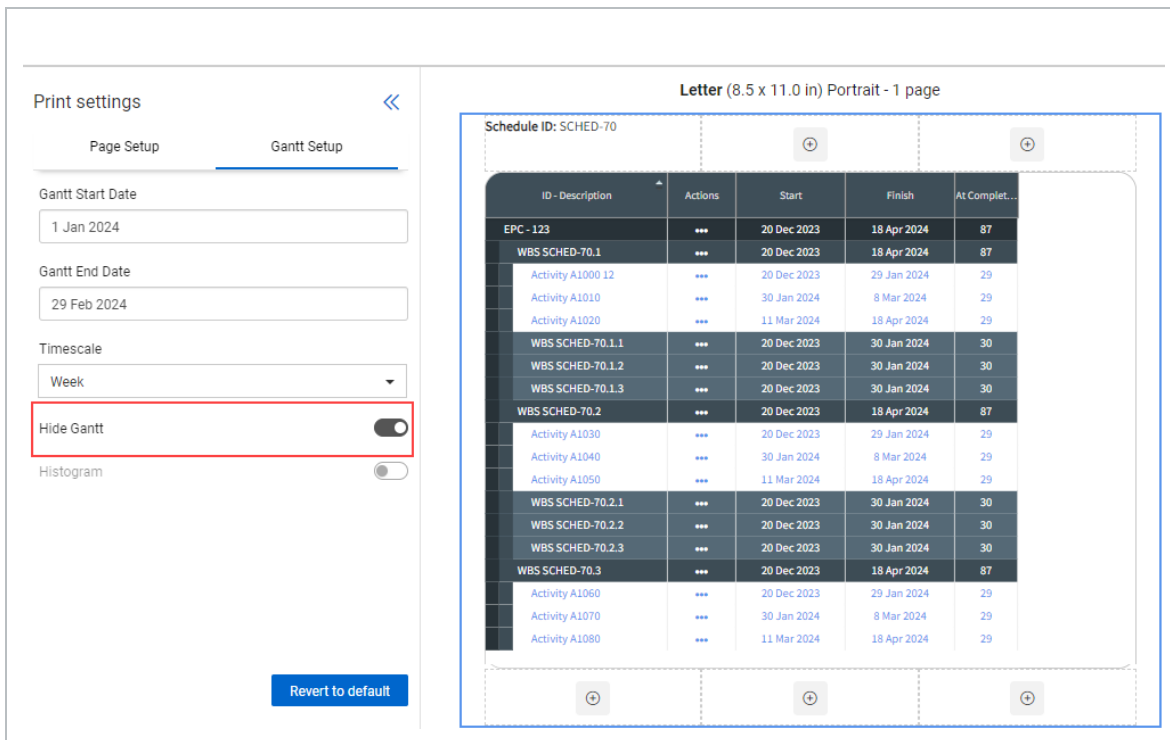 Print settings
Page Setup Gantt Setup
Gantt Start Date
1 Jan 2024
Gantt End Date
29 Feb 2024
Timescale
Week
Hide Gantt
Histogram
Revert to default
Letter (8.5 x 11.0 in) Portrait - 1 page
Schedule ID: SCHED-70
ID - Description Actions Start Finish At Complet...
EPC - 123 ••• 20 Dec 2023 18 Apr 2024 87
WBS SCHED-70.1 ••• 20 Dec 2023 18 Apr 2024 87
Activity A1000 12 ••• 20 Dec 2023 29 Jan 2024 29
Activity A1010 ••• 30 Jan 2024 8 Mar 2024 29
Activity A1020 ••• 11 Mar 2024 18 Apr 2024 29
WBS SCHED-70.1.1 ••• 20 Dec 2023 30 Jan 2024 30
WBS SCHED-70.1.2 ••• 20 Dec 2023 30 Jan 2024 30
WBS SCHED-70.1.3 ••• 20 Dec 2023 30 Jan 2024 30
WBS SCHED-70.2 ••• 20 Dec 2023 18 Apr 2024 87
Activity A1030 ••• 20 Dec 2023 29 Jan 2024 29
Activity A1040 ••• 30 Jan 2024 8 Mar 2024 29
Activity A1050 ••• 11 Mar 2024 18 Apr 2024 29
WBS SCHED-70.2.1 ••• 20 Dec 2023 30 Jan 2024 30
WBS SCHED-70.2.2 ••• 20 Dec 2023 30 Jan 2024 30
WBS SCHED-70.2.3 ••• 20 Dec 2023 30 Jan 2024 30
WBS SCHED-70.3 ••• 20 Dec 2023 18 Apr 2024 87
Activity A1060 ••• 20 Dec 2023 29 Jan 2024 29
Activity A1070 ••• 30 Jan 2024 8 Mar 2024 29
Activity A1080 ••• 11 Mar 2024 18 Apr 2024 29